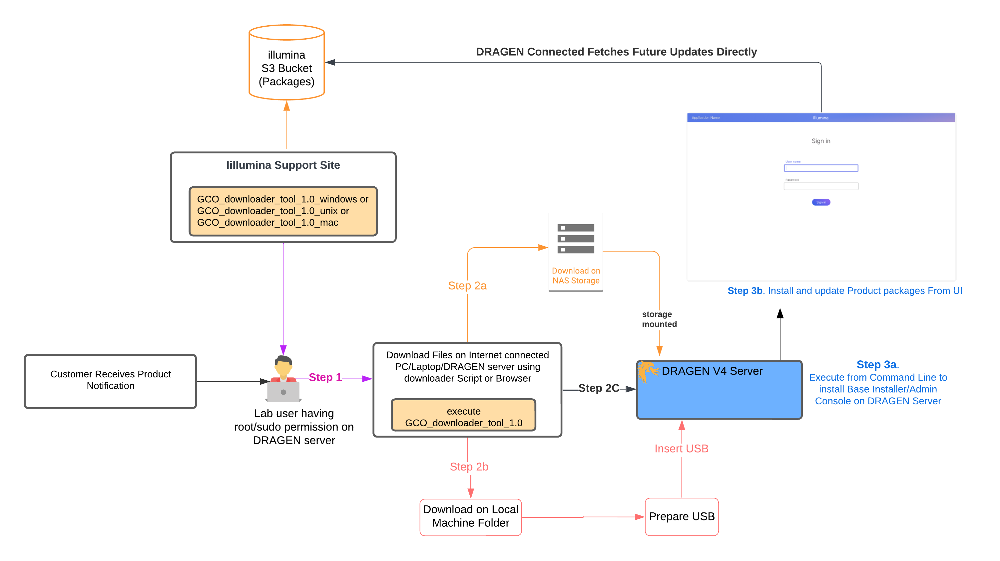 illumina
S3 Bucket
(Packages)
DRAGEN Connected Fetches Future Updates Directly
Application Name
illumına
Sign in
User name
Password
Sign in
Iillumina Support Site
GCO_downloader_tool_1.0_windows or
GCO_downloader_tool_1.0_unix or
GCO_downloader_tool_1.0_mac
Download on
NAS Storage
Step 2a
Step 3b. Install and update Product packages From UI
storage
mounted
Customer Receives Product
Notification
Step 1
Lab user having
root/sudo permission on
DRAGEN server
Download Files on Internet connected
PC/Laptop/DRAGEN server using
downloader Script or Browser
execute
GCO_downloader_tool_1.0
Step 2C
DRAGEN V4 Server
Step 3a.
Execute from Command Line to
install Base Installer/Admin
Console on DRAGEN Server
Step 2b
Insert USB
Download on Local
Machine Folder
Prepare USB